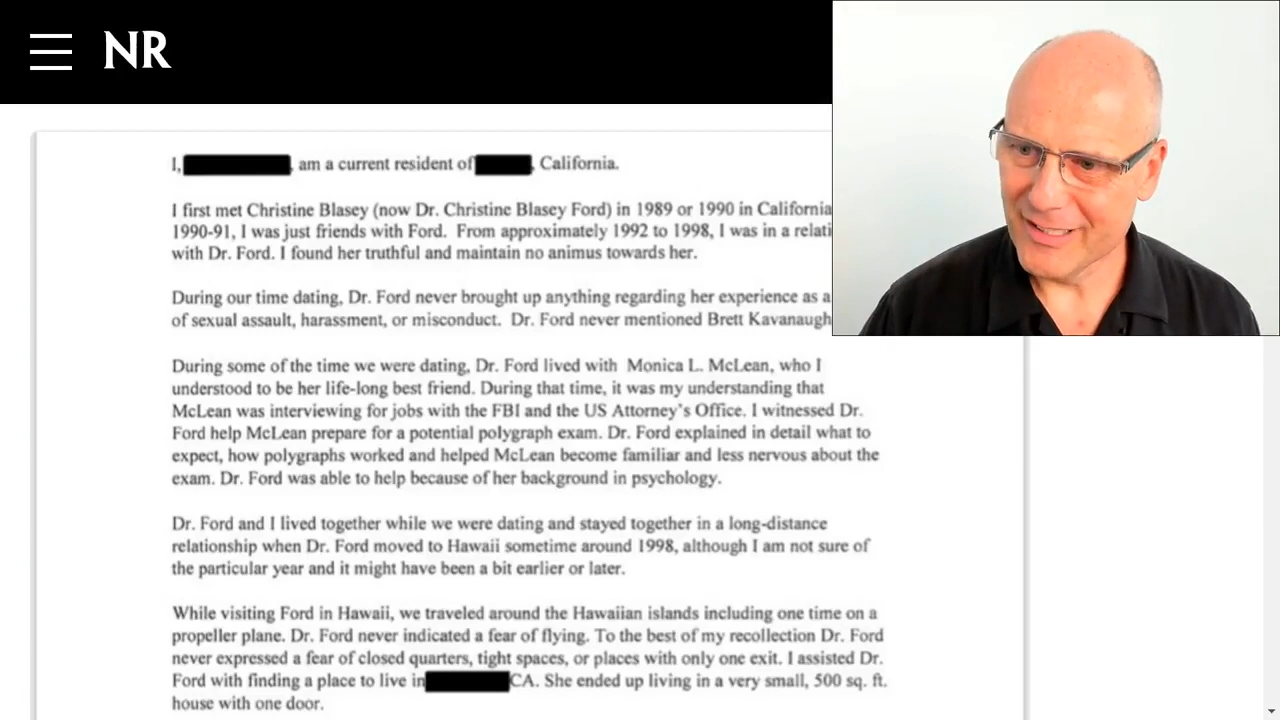 NR
I, am a current resident of , California.
I first met Christine Blasey (now Dr. Christine Blasey Ford) in 1989 or 1990 in California
1990-91, I was just friends with Ford. From approximately 1992 to 1998, I was in a relati
with Dr. Ford. I found her truthful and maintain no animus towards her.
During our time dating, Dr. Ford never brought up anything regarding her experience as a
of sexual assault, harassment, or misconduct. Dr. Ford never mentioned Brett Kavanaugh
During some of the time we were dating, Dr. Ford lived with Monica L. McLean, who I
understood to be her life-long best friend. During that time, it was my understanding that
McLean was interviewing for jobs with the FBI and the US Attorney's Office. I witnessed Dr.
Ford help McLean prepare for a potential polygraph exam. Dr. Ford explained in detail what to
expect, how polygraphs worked and helped McLean become familiar and less nervous about the
exam. Dr. Ford was able to help because of her background in psychology.
Dr. Ford and I lived together while we were dating and stayed together in a long-distance
relationship when Dr. Ford moved to Hawaii sometime around 1998, although I am not sure of
the particular year and it might have been a bit earlier or later.
While visiting Ford in Hawaii, we traveled around the Hawaiian islands including one time on a
propeller plane. Dr. Ford never indicated a fear of flying. To the best of my recollection Dr. Ford
never expressed a fear of closed quarters, tight spaces, or places with only one exit. I assisted Dr.
Ford with finding a place to live in CA. She ended up living in a very small, 500 sq. ft.
house with one door.